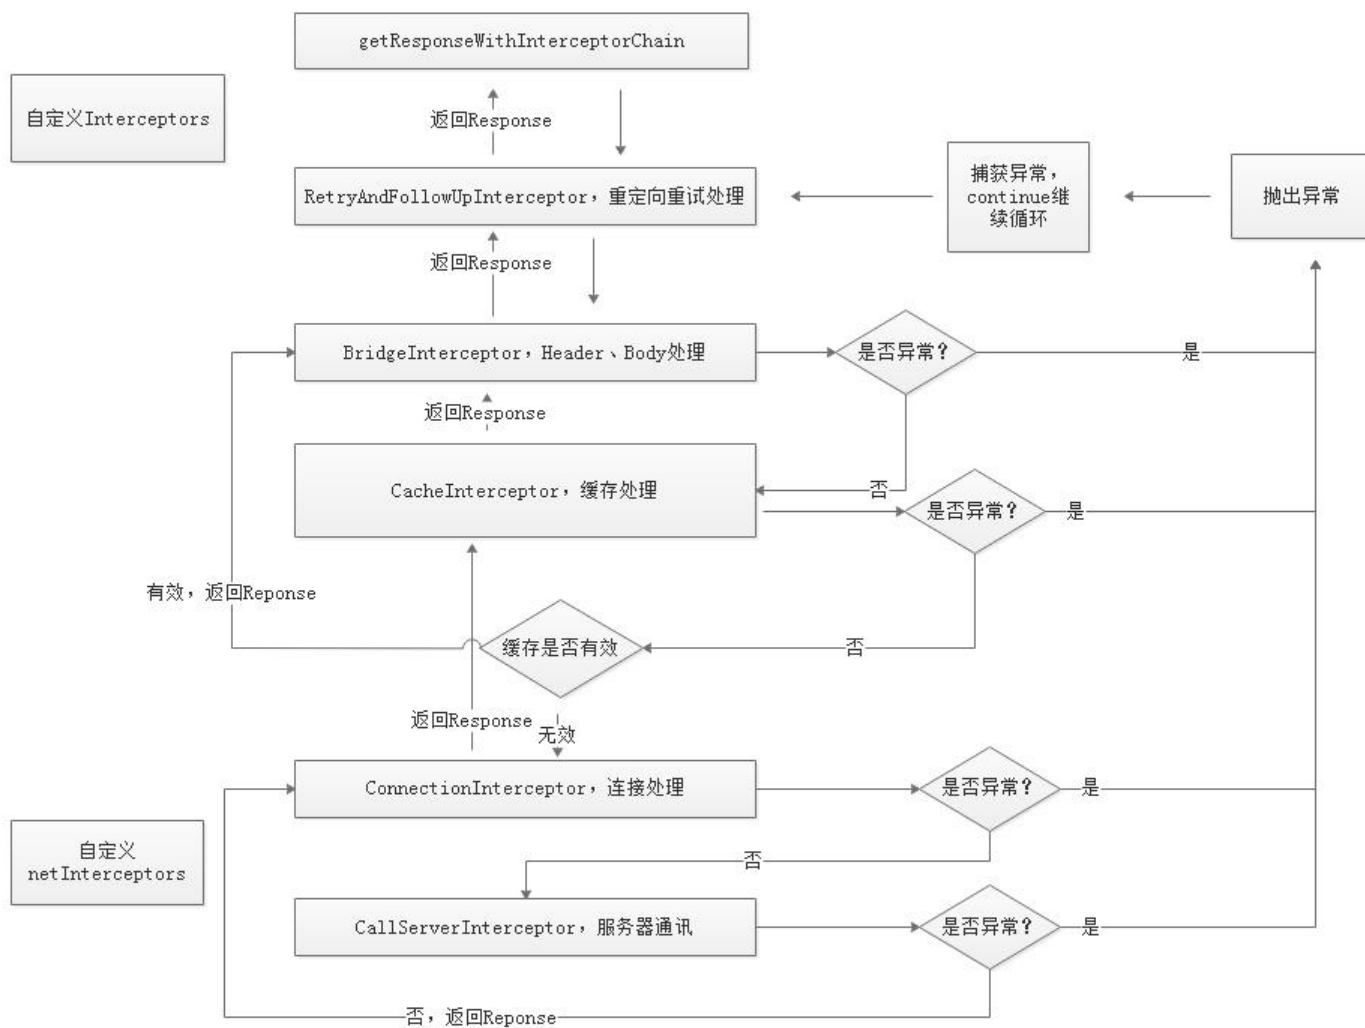 getResponseWithInterceptorChain
自定义Interceptors
返回Response
RetryAndFollowUpInterceptor，重定向重试处理
捕获异常，
continue继
续循环
抛出异常
返回Response
BridgeInterceptor，Header、Body处理
是否异常？
是
返回Response
CacheInterceptor，缓存处理
否
是否异常？
是
有效，返回Reponse
缓存是否有效
否
返回Response
无效
ConnectionInterceptor，连接处理
是否异常？
是
自定义
netInterceptors
否
CallServerInterceptor，服务器通讯
是否异常？
是
否，返回Reponse